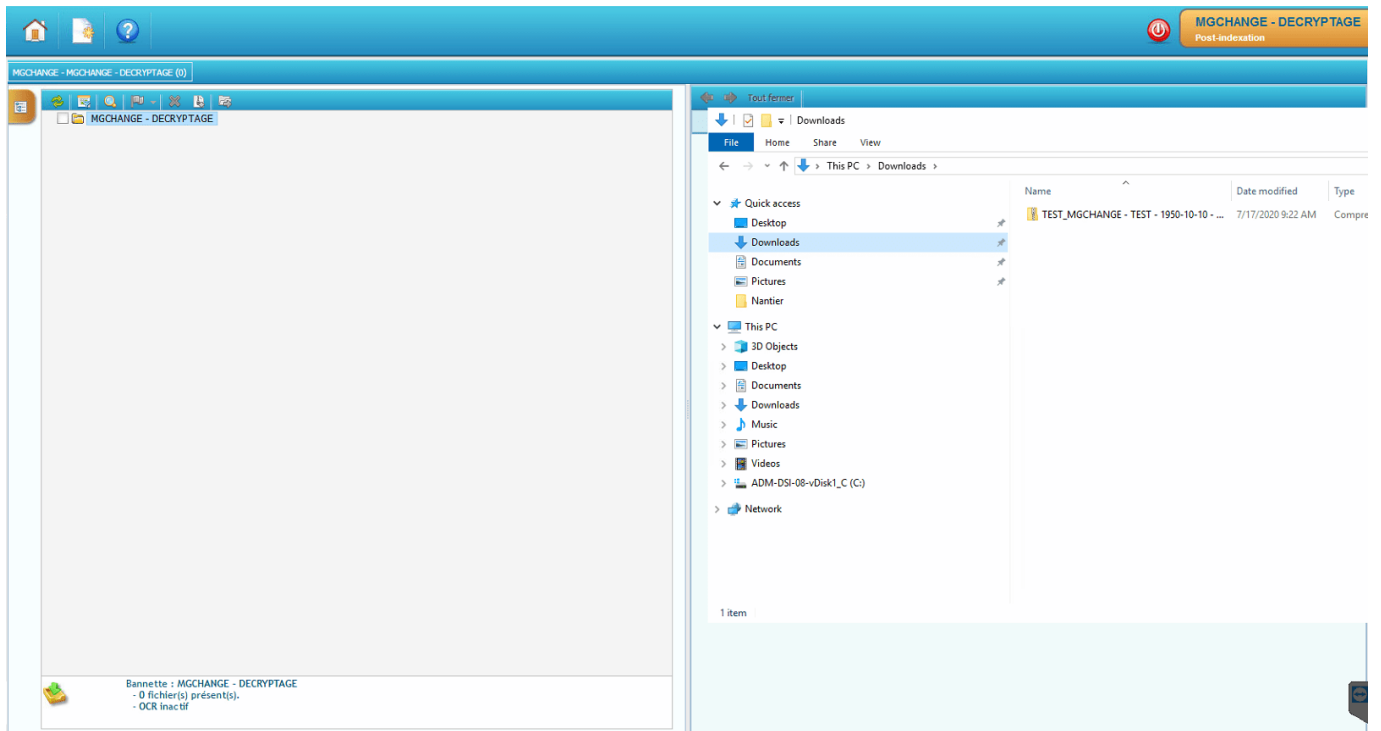 MGCHANGE - DECRYPTAGE
Post-indexation
MGCHANGE - MGCHANGE - DECRYPTAGE (0)
MGCHANGE - DECRYPTAGE
Bannette : MGCHANGE - DECRYPTAGE
- 0 fichier(s) présent(s).
- OCR inactif
Tout fermer
Downloads
File Home Share View
This PC > Downloads >
Quick access
Desktop
Downloads
Documents
Pictures
Nantier
This PC
3D Objects
Desktop
Documents
Downloads
Music
Pictures
Videos
ADM-DSI-08-vDisk1_C (C:)
Network
Name Date modified Type
TEST_MGCHANGE - TEST - 1950-10-10 - ... 7/17/2020 9:22 AM Compre
1 item